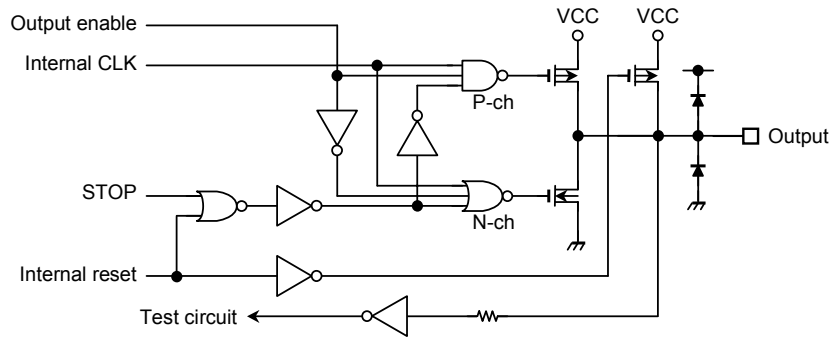 Output enable
VCC
VCC
Internal CLK
P-ch
Output
STOP
N-ch
Internal reset
Test circuit